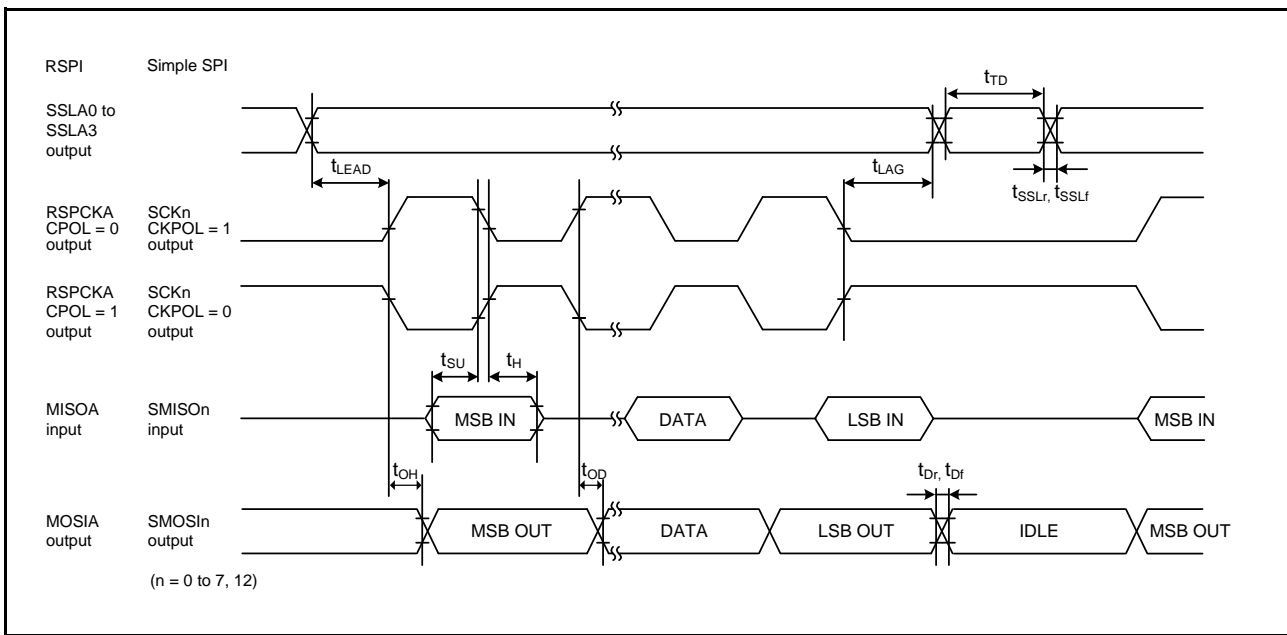 RSPI Simple SPI
SSLA0 to
SSLA3
output
tTD
tLEAD
tLAG
tSSLr, tSSLf
RSPCKA SCKn
CPOL = 0 CKPOL = 1
output output
RSPCKA SCKn
CPOL = 1 CKPOL = 0
output output
tSU tH
MISOA SMISOn
input input
MSB IN DATA LSB IN MSB IN
tOH tOD tDr, tDf
MOSIA SMOSIn
output output
MSB OUT DATA LSB OUT IDLE MSB OUT
(n = 0 to 7, 12)